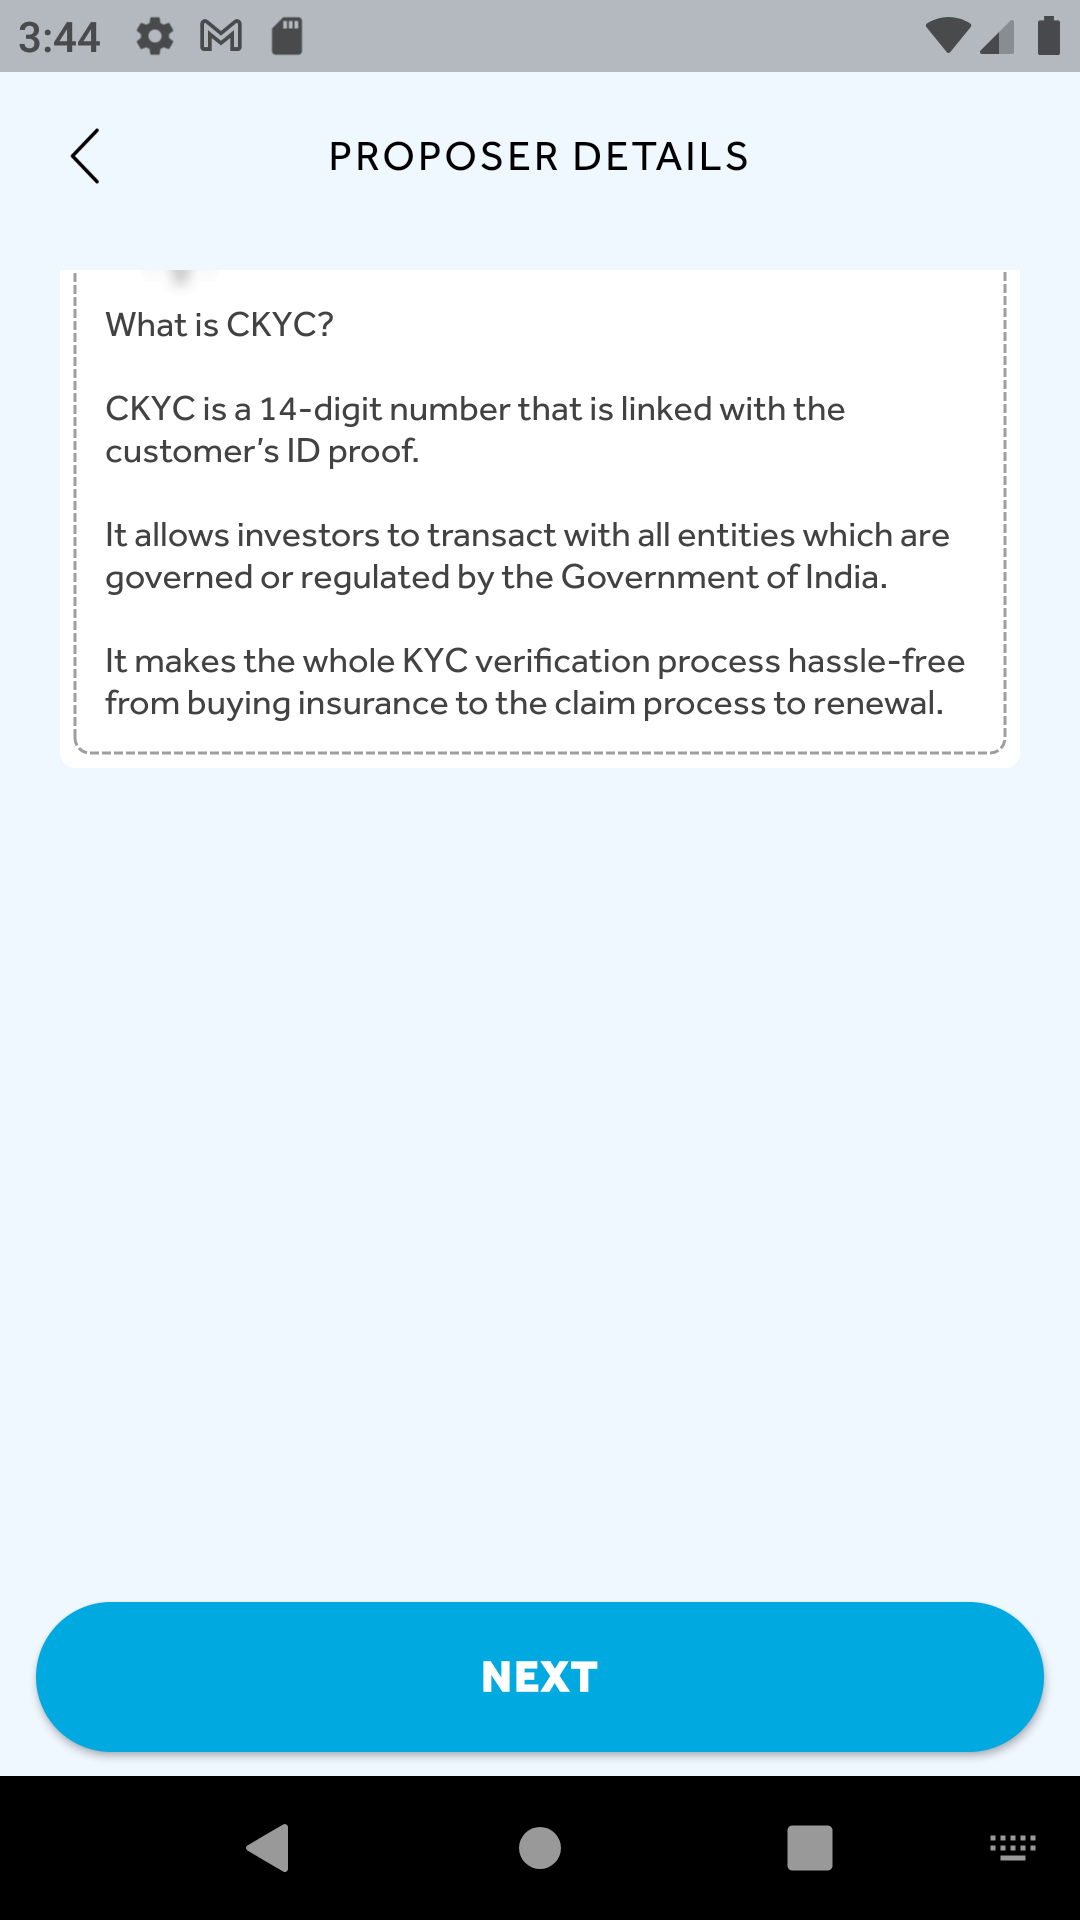 3:44
PROPOSER DETAILS
What is CKYC?
CKYC is a 14-digit number that is linked with the
customer's ID proof.
It allows investors to transact with all entities which are
governed or regulated by the Government of India.
It makes the whole KYC verification process hassle-free
from buying insurance to the claim process to renewal.
NEXT